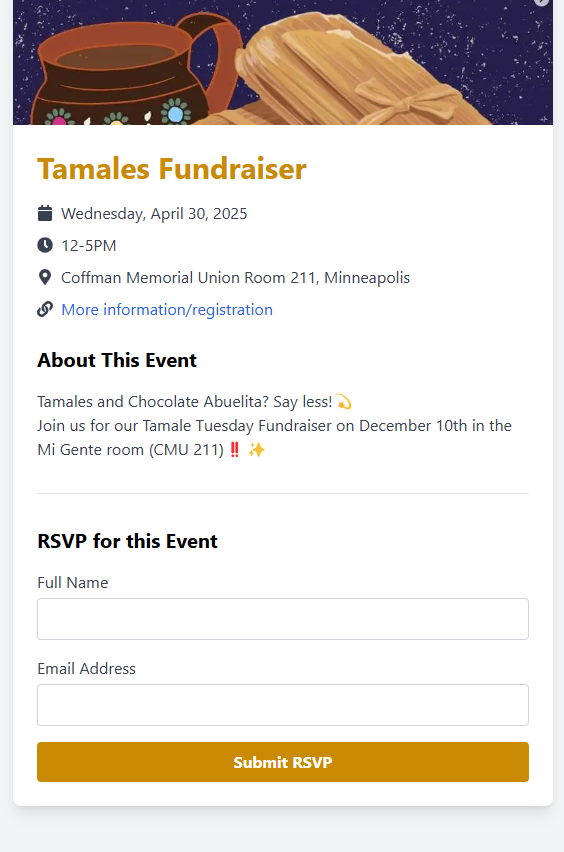 Tamales Fundraiser
Wednesday, April 30, 2025
12-5PM
Coffman Memorial Union Room 211, Minneapolis
More information/registration
About This Event
Tamales and Chocolate Abuelita? Say less! 💫
Join us for our Tamale Tuesday Fundraiser on December 10th in the
Mi Gente room (CMU 211) ‼️ ✨
RSVP for this Event
Full Name
Email Address
Submit RSVP